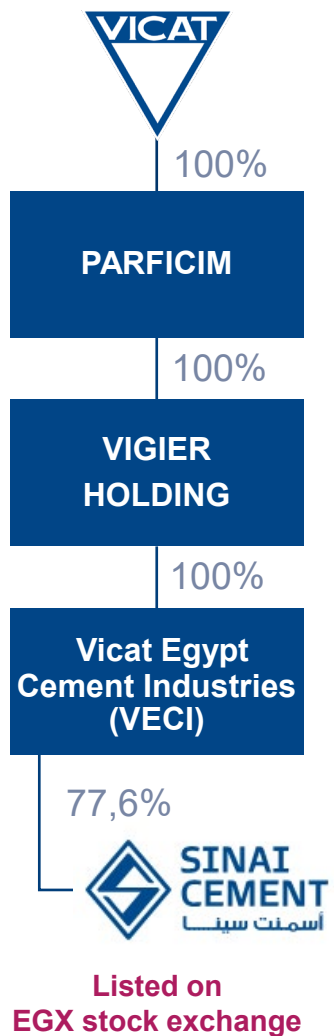 VICAT
100%
PARFICIM
100%
VIGIER
HOLDING
100%
Vicat Egypt
Cement Industries
(VECI)
77,6%
SINAI
CEMENT
أسمنت سينـــا
Listed on
EGX stock exchange